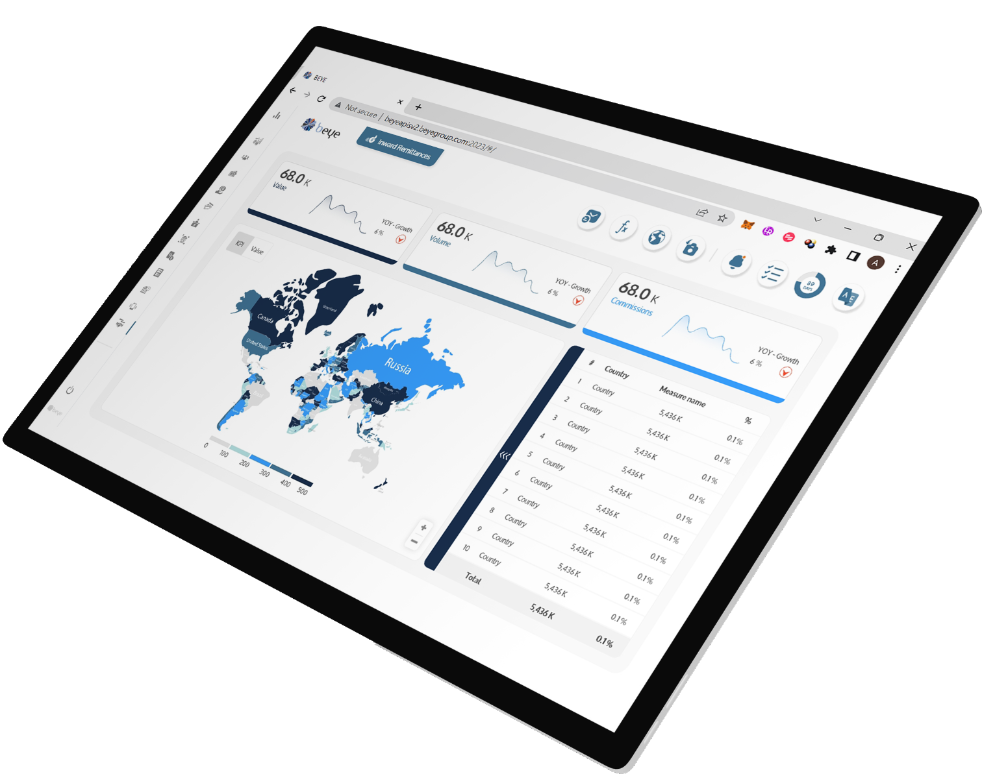 BEYE
Not secure | beyeapisv2.beyegroup.com:2023/#/
A
beye
Inward Remittances
68.0 K
Value
YOY - Growth
6 %
68.0 K
Volume
YOY - Growth
6 %
68.0 K
Commissions
YOY - Growth
6 %
KPI
Value
Canada
United States
Russia
China
0
100
200
300
400
500
+
−
# Country Measure name %
1 Country 5,436 K 0.1%
2 Country 5,436 K 0.1%
3 Country 5,436 K 0.1%
4 Country 5,436 K 0.1%
5 Country 5,436 K 0.1%
6 Country 5,436 K 0.1%
7 Country 5,436 K 0.1%
8 Country 5,436 K 0.1%
9 Country 5,436 K 0.1%
10 Country 5,436 K 0.1%
Total 5,436 K 0.1%